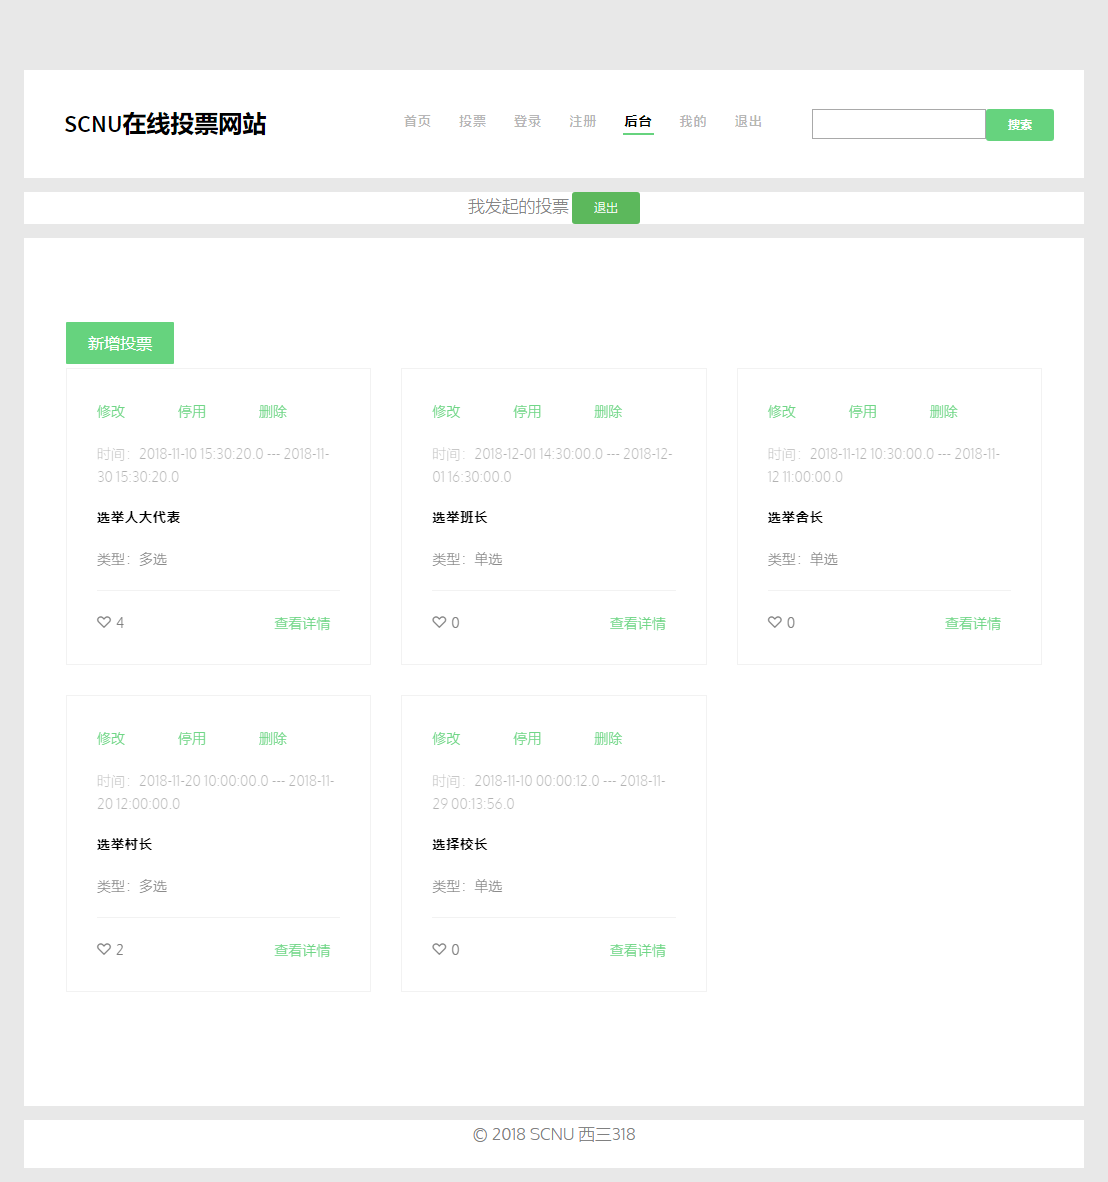 SCNU在线投票网站
首页 投票 登录 注册 后台 我的 退出
搜索
我发起的投票 退出
新增投票
修改 停用 删除
时间：2018-11-10 15:30:20.0 --- 2018-11-
30 15:30:20.0
选举人大代表
类型：多选
4 查看详情
修改 停用 删除
时间：2018-12-01 14:30:00.0 --- 2018-12-
01 16:30:00.0
选举班长
类型：单选
0 查看详情
修改 停用 删除
时间：2018-11-12 10:30:00.0 --- 2018-11-
12 11:00:00.0
选举舍长
类型：单选
0 查看详情
修改 停用 删除
时间：2018-11-20 10:00:00.0 --- 2018-11-
20 12:00:00.0
选举村长
类型：多选
2 查看详情
修改 停用 删除
时间：2018-11-10 00:00:12.0 --- 2018-11-
29 00:13:56.0
选择校长
类型：单选
0 查看详情
© 2018 SCNU 西三318